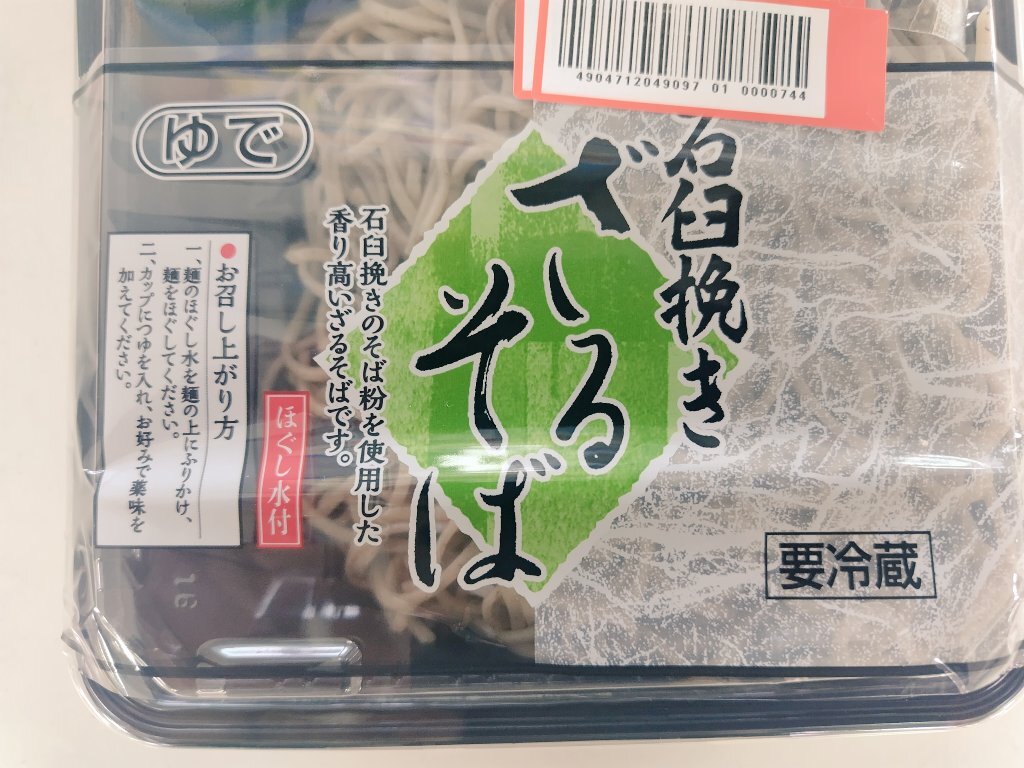 4904712049097 01 0000744
石臼挽き
ざるそば
石臼挽きのそば粉を使用した
香り高いざるそばです。
ゆで
●お召し上がり方
一、麺のほぐし水を麺の上にふりかけ、
麺をほぐしてください。
二、カップにつゆを入れ、お好みで薬味を
加えてください。
ほぐし水付
要冷蔵
16